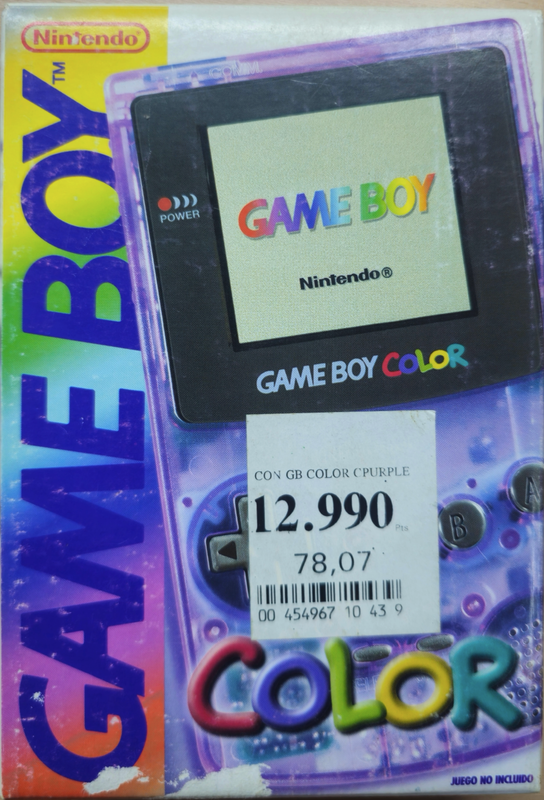 Nintendo®
GAME BOY™
POWER
GAME BOY
Nintendo®
GAME BOY COLOR
CON GB COLOR CPURPLE
12.990 Pts
78,07
00 454967 10 43 9
B
A
COLOR
JUEGO NO INCLUIDO